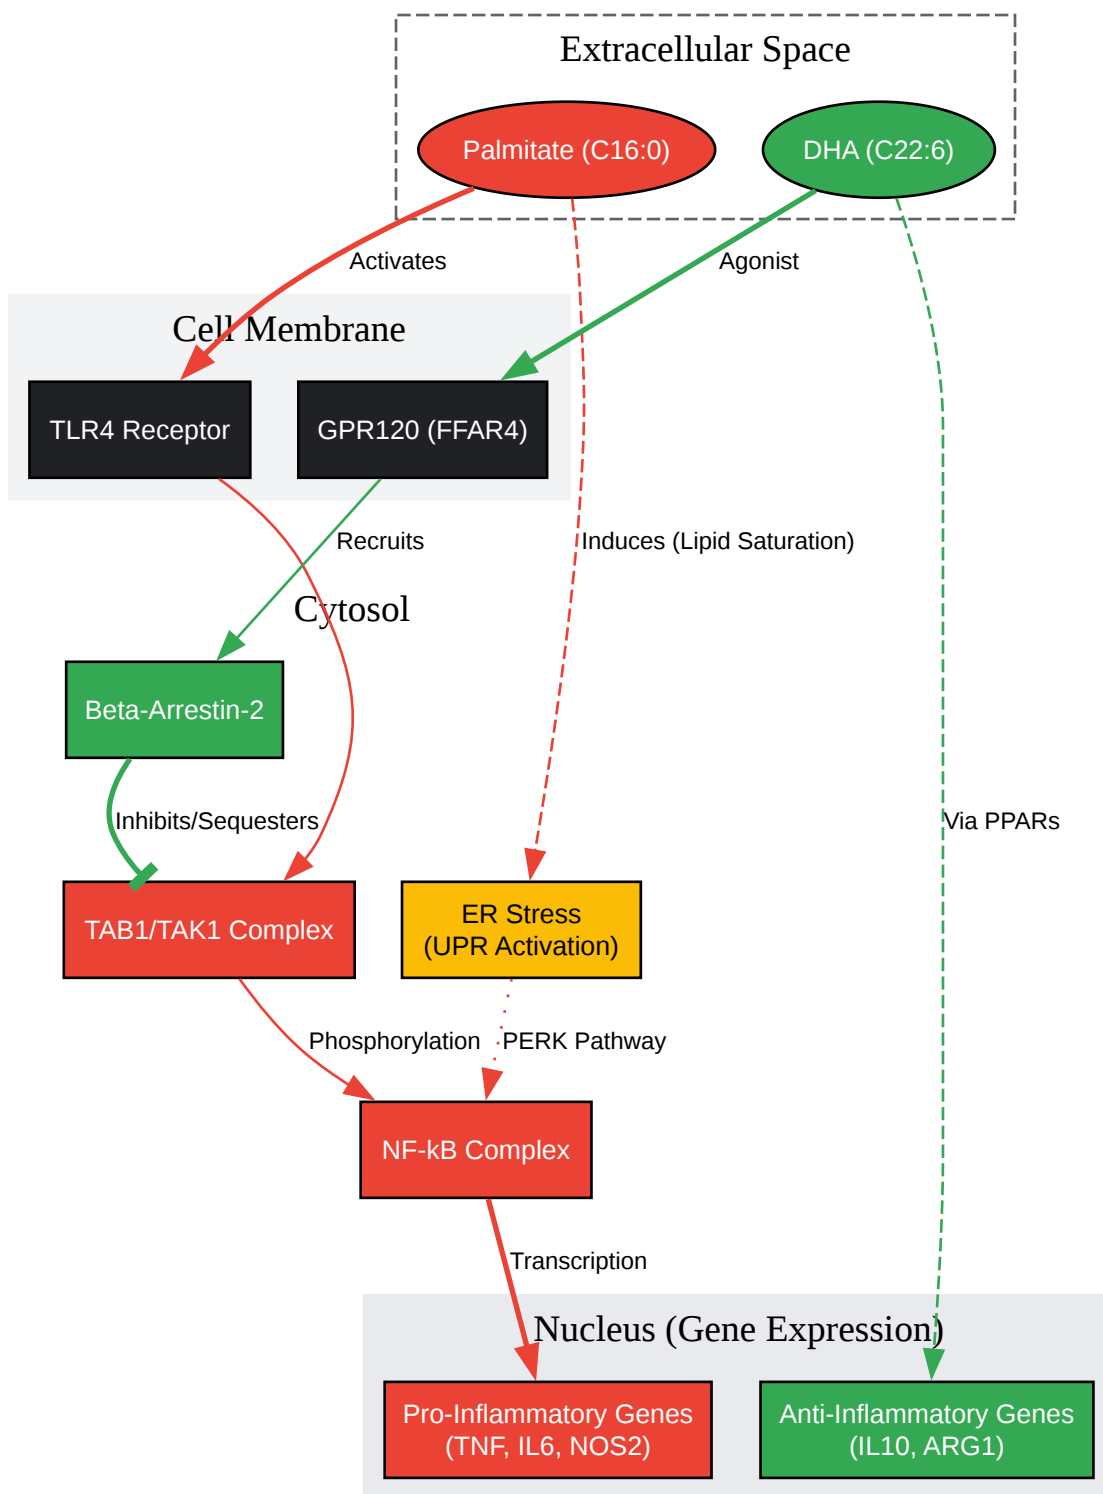 Extracellular Space
Palmitate (C16:0)
DHA (C22:6)
Activates
Agonist
Cell Membrane
TLR4 Receptor
GPR120 (FFAR4)
Recruits
Induces (Lipid Saturation)
Cytosol
Beta-Arrestin-2
Inhibits/Sequesters
Via PPARs
TAB1/TAK1 Complex
ER Stress
(UPR Activation)
Phosphorylation
PERK Pathway
NF-kB Complex
Transcription
Nucleus (Gene Expression)
Pro-Inflammatory Genes
(TNF, IL6, NOS2)
Anti-Inflammatory Genes
(IL10, ARG1)